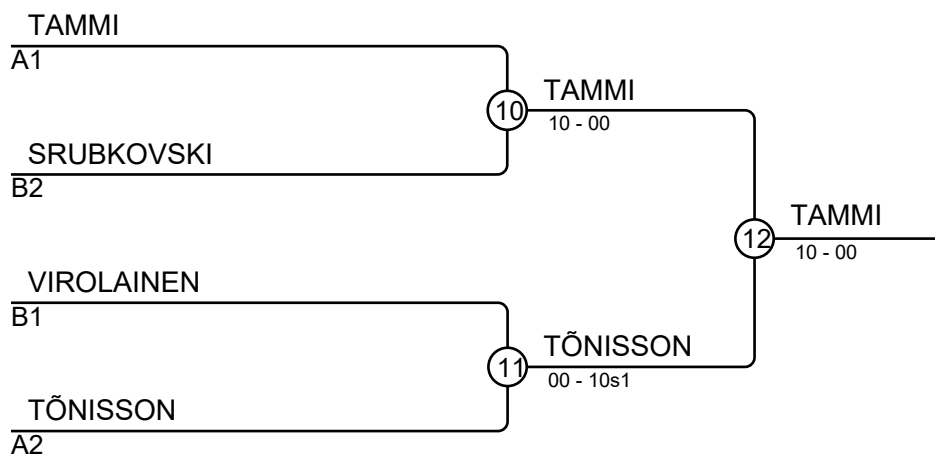 TAMMI
A1
10
TAMMI
10 - 00
SRUBKOVSKI
B2
12
TAMMI
10 - 00
VIROLAINEN
B1
11
TÕNISSON
00 - 10s1
TÕNISSON
A2